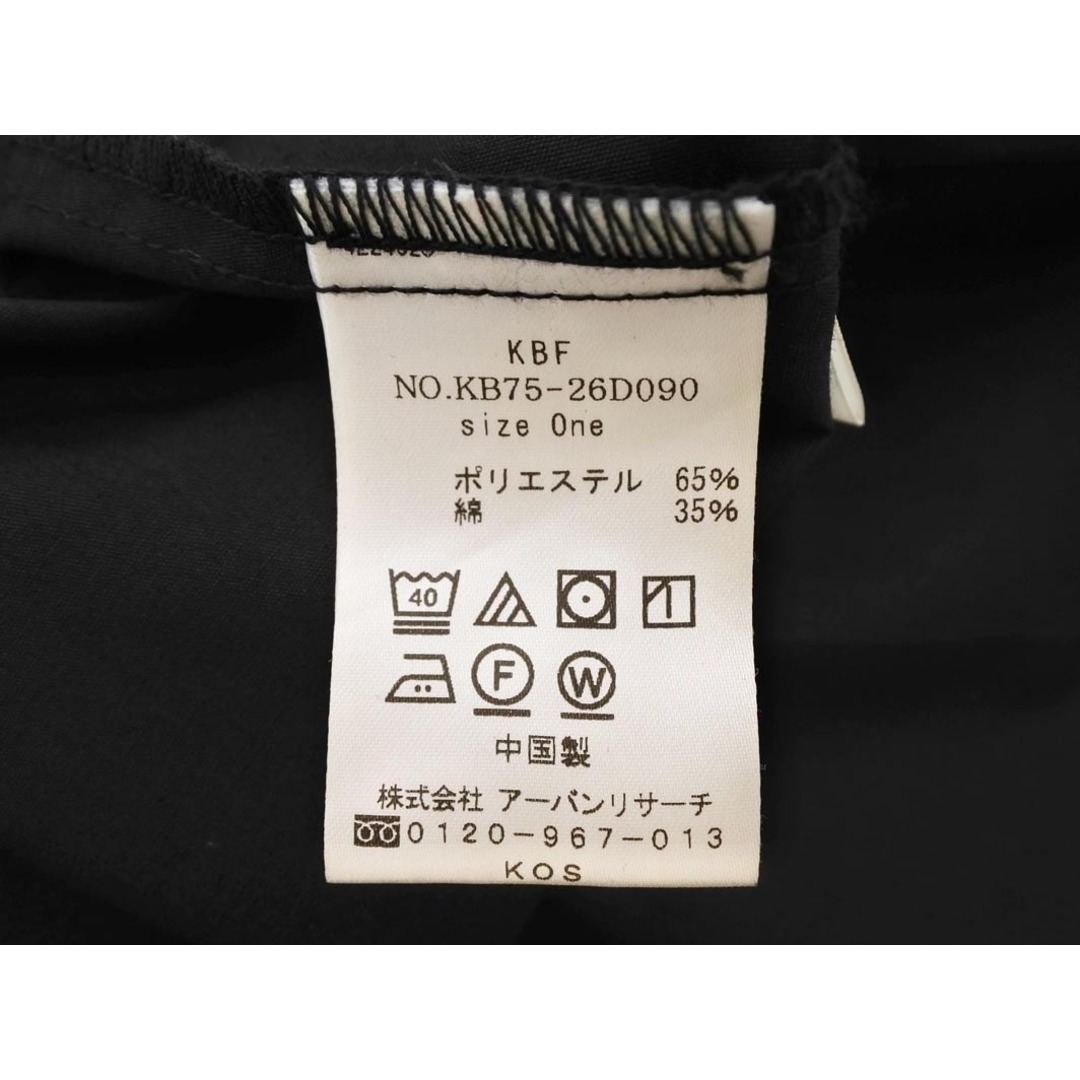 KBF
NO.KB75-26D090
size One
ポリエステル 65%
綿 35%
40
F W
中国製
株式会社 アーバンリサーチ
0120-967-013
KOS